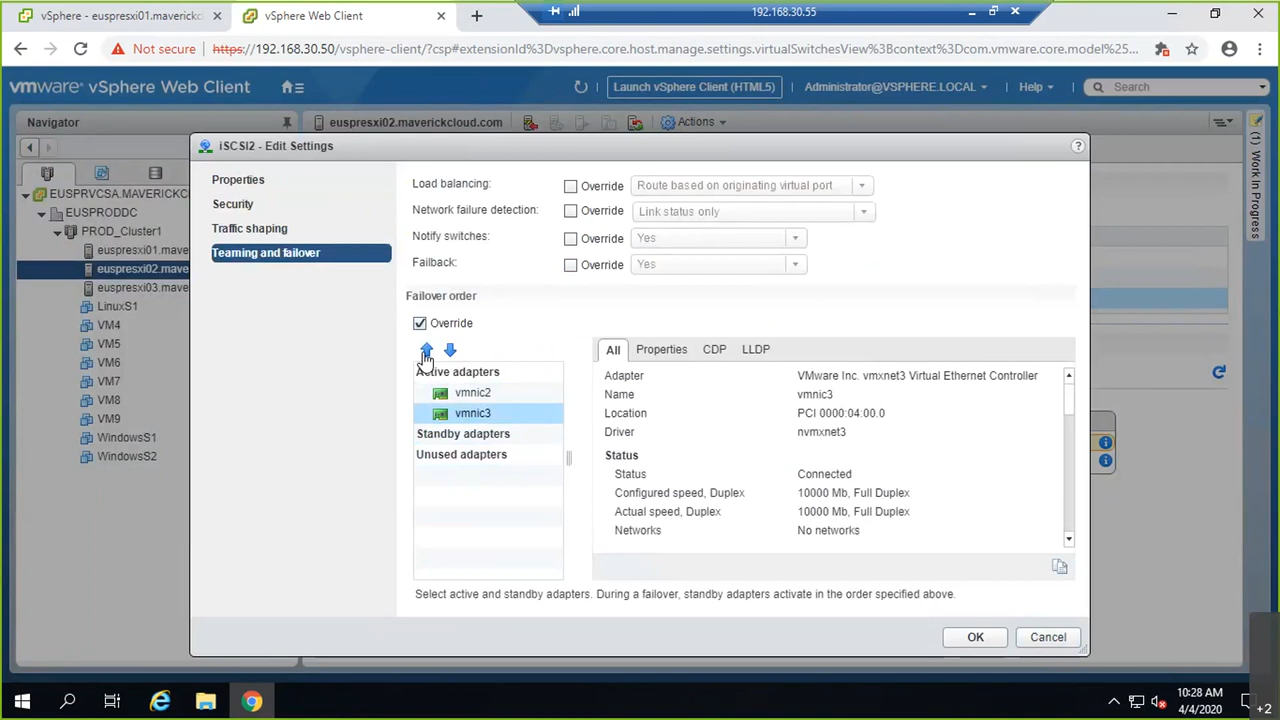 vSphere - euspresxi01.maverickc
vSphere Web Client
192.168.30.55
Not secure
https://192.168.30.50/vsphere-client/?csp#extensionId%3Dvsphere.core.host.manage.settings.virtualSwitchesView%3Bcontext%3Dcom.vmware.core.model%25...
vmware® vSphere Web Client
Launch vSphere Client (HTML5)
Administrator@VSPHERE.LOCAL
Help
Search
Navigator
euspresxi02.maverickcloud.com
Actions
Work In Progress
(1)
EUSPRVCSA.MAVERICKC
EUSPRODDC
PROD_Cluster1
euspresxi01.mave
euspresxi02.mave
euspresxi03.mave
LinuxS1
VM4
VM5
VM6
VM7
VM8
VM9
WindowsS1
WindowsS2
iSCSI2 - Edit Settings
?
Properties
Security
Traffic shaping
Teaming and failover
Load balancing:
Override
Route based on originating virtual port
Network failure detection:
Override
Link status only
Notify switches:
Override
Yes
Failback:
Override
Yes
Failover order
Override
Active adapters
vmnic2
vmnic3
Standby adapters
Unused adapters
All
Properties
CDP
LLDP
Adapter
VMware Inc. vmxnet3 Virtual Ethernet Controller
Name
vmnic3
Location
PCI 0000:04:00.0
Driver
nvmxnet3
Status
Status
Connected
Configured speed, Duplex
10000 Mb, Full Duplex
Actual speed, Duplex
10000 Mb, Full Duplex
Networks
No networks
Select active and standby adapters. During a failover, standby adapters activate in the order specified above.
OK
Cancel
10:28 AM
4/4/2020
+2